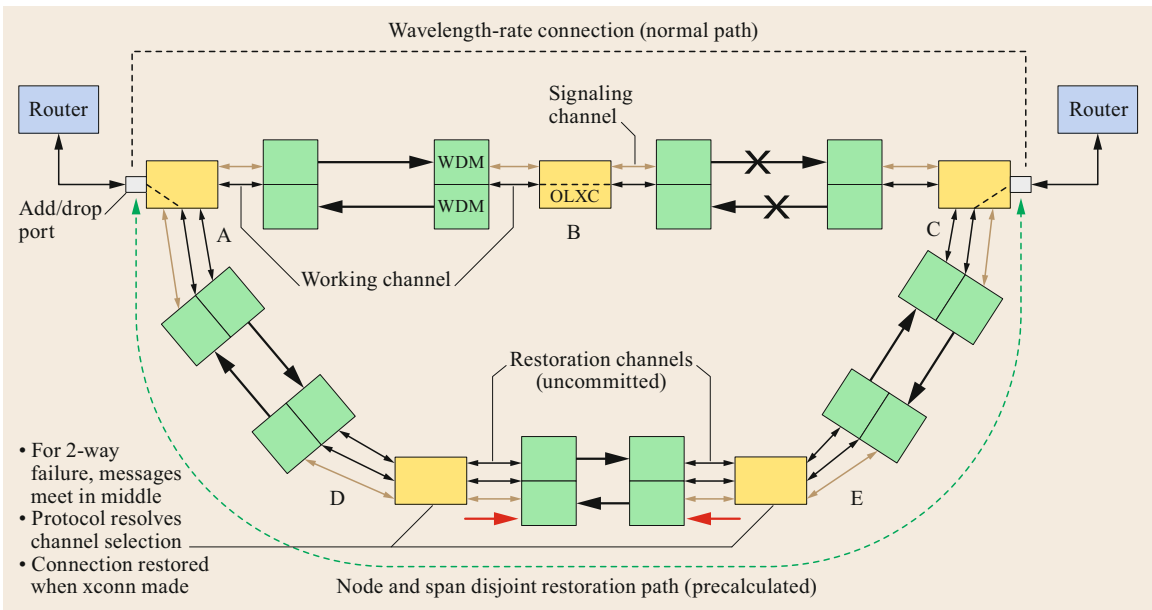 Wavelength-rate connection (normal path)
Router
Router
Signaling
channel
WDM
WDM
OLXC
Add/drop
port
A
B
C
Working channel
Restoration channels
(uncommitted)
• For 2-way
failure, messages
meet in middle
• Protocol resolves
channel selection
• Connection restored
when xconn made
D
E
Node and span disjoint restoration path (precalculated)